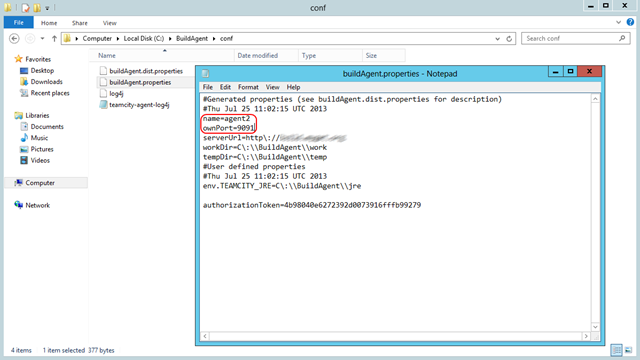 conf
File
Home
Share
View
Computer
Local Disk (C:)
BuildAgent
conf
Search conf
Favorites
Desktop
Downloads
Recent places
Libraries
Documents
Music
Pictures
Videos
Computer
Network
Name
Date modified
Type
Size
buildAgent.dist.properties
buildAgent.properties
log4j
teamcity-agent-log4j
buildAgent.properties - Notepad
File Edit Format View Help
#Generated properties (see buildAgent.dist.properties for description)
#Thu Jul 25 11:02:15 UTC 2013
name=agent2
ownPort=9091
serverUrl=http\://
workDir=C\:\\BuildAgent\\work
tempDir=C\:\\BuildAgent\\temp
#User defined properties
#Thu Jul 25 11:02:15 UTC 2013
env.TEAMCITY_JRE=C\:\\BuildAgent\\jre
authorizationToken=4b98040e6272392d0073916fffb99279
4 items
1 item selected 377 bytes